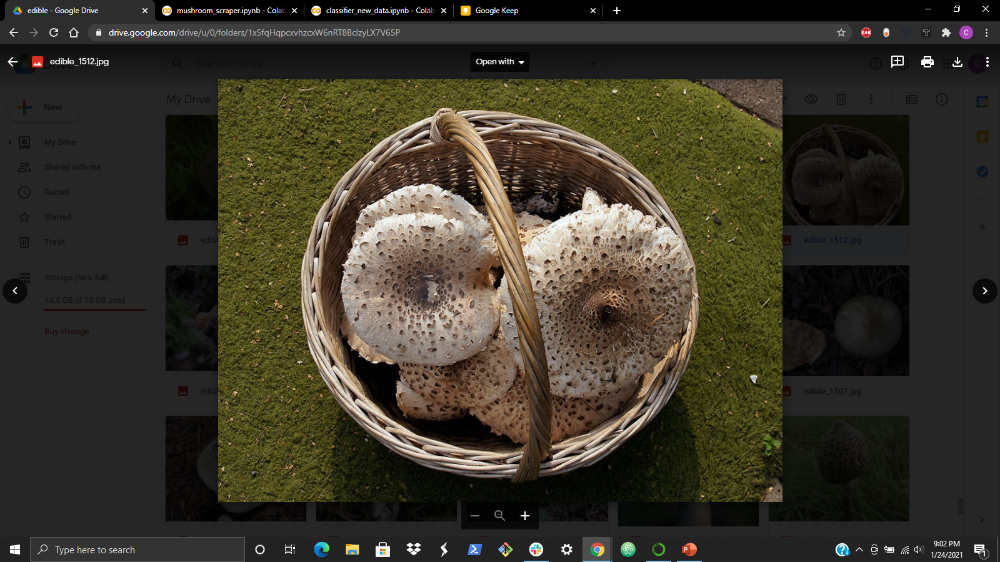 edible - Google Drive
mushroom_scraper.ipynb - Colab
classifier_new_data.ipynb - Colab
Google Keep
drive.google.com/drive/u/0/folders/1x5fqHqpcxvhzcxW6nRT8BclzyLX7V65P
EAB
C
edible_1512.jpg
Search in Drive
Open with
My Drive
New
My Drive
Shared with me
Recent
Starred
Trash
Storage (96% full)
14.5 GB of 15 GB used
Buy storage
edible_1512.jpg
edible_1507.jpg
Type here to search
9:02 PM
1/24/2021
1